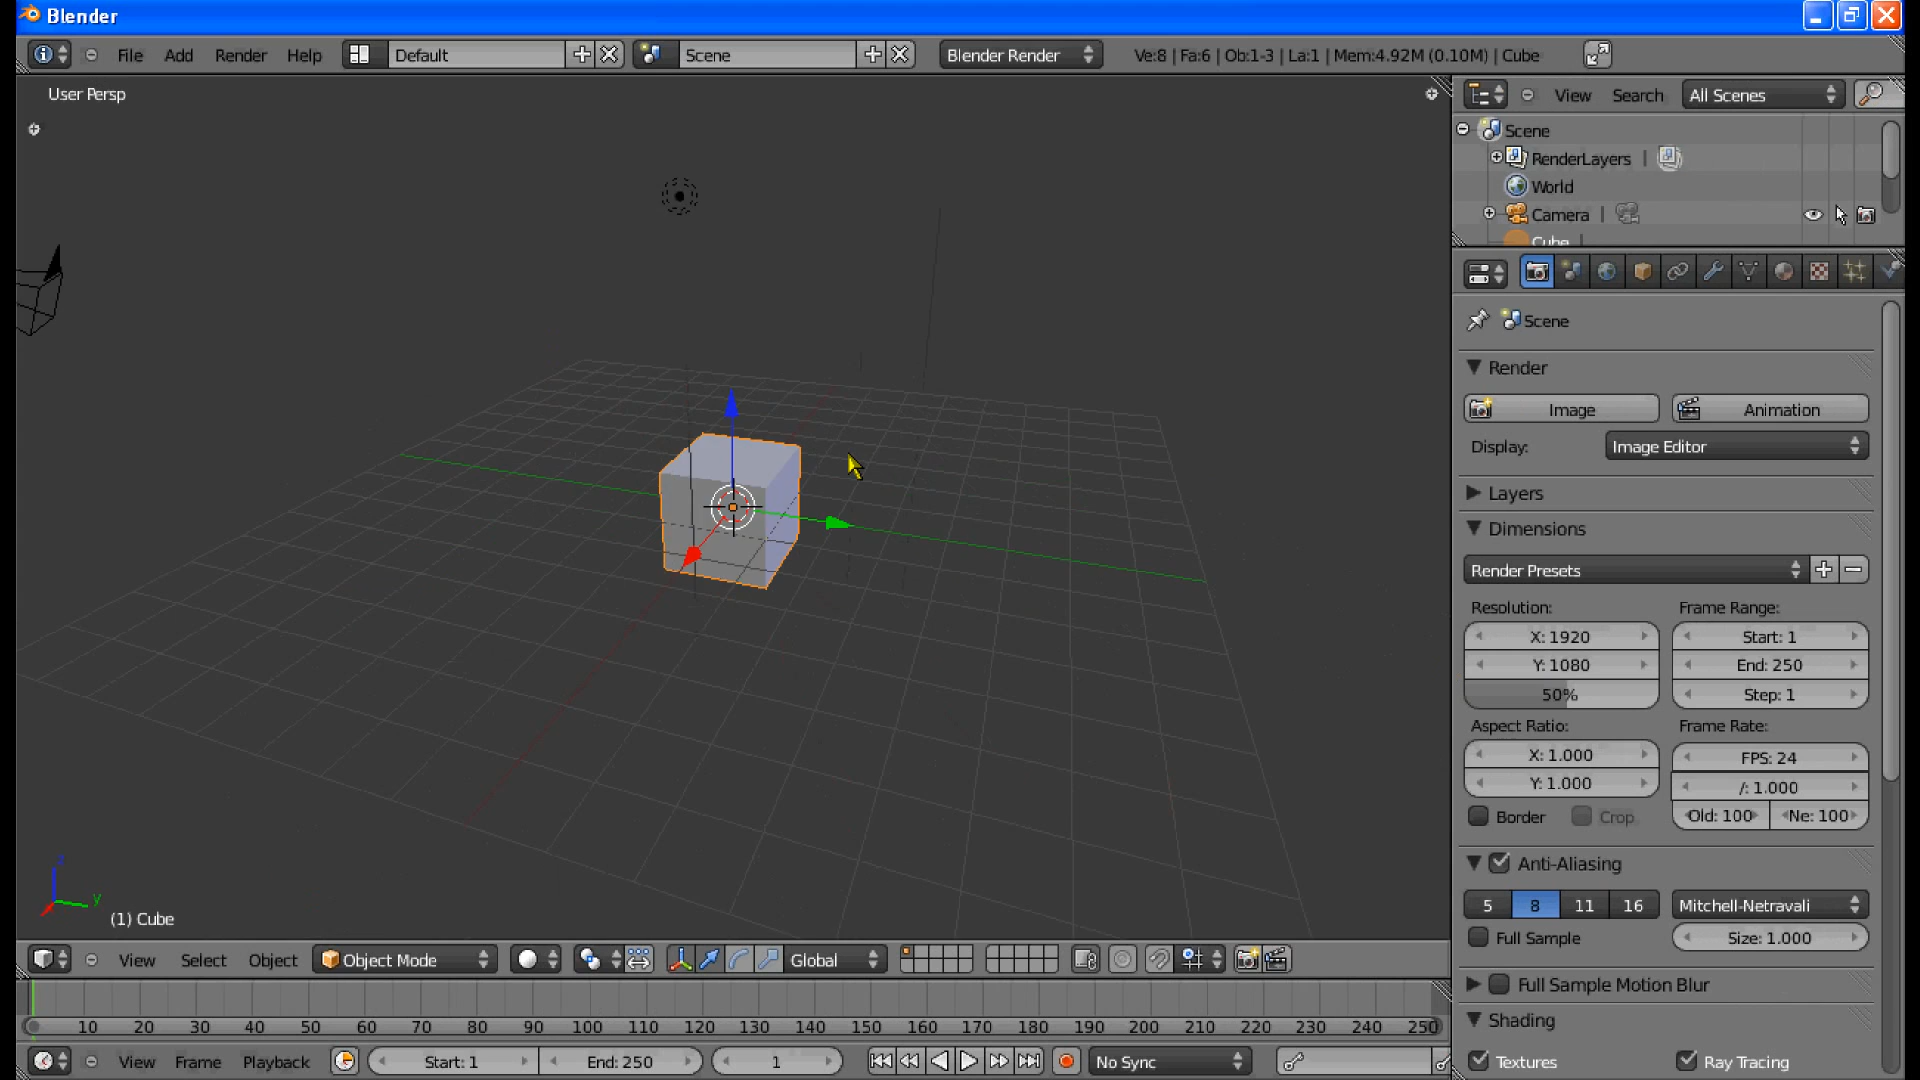 Blender
File Add Render Help Default Scene Blender Render Ve:8 | Fa:6 | Ob:1-3 | La:1 | Mem:4.92M (0.10M) | Cube
User Persp
View Search All Scenes
Scene
RenderLayers |
World
Camera |
Cube |
Scene
Render
Image Animation
Display: Image Editor
Layers
Dimensions
Render Presets
Resolution: Frame Range:
X: 1920 Start: 1
Y: 1080 End: 250
50% Step: 1
Aspect Ratio: Frame Rate:
X: 1.000 FPS: 24
Y: 1.000 /: 1.000
Border Crop Old: 100 Ne: 100
Anti-Aliasing
5 8 11 16 Mitchell-Netravali
Full Sample Size: 1.000
Full Sample Motion Blur
Shading
Textures Ray Tracing
z
y
(1) Cube
View Select Object Object Mode Global
10 20 30 40 50 60 70 80 90 100 110 120 130 140 150 160 170 180 190 200 210 220 230 240 250
View Frame Playback Start: 1 End: 250 1 No Sync